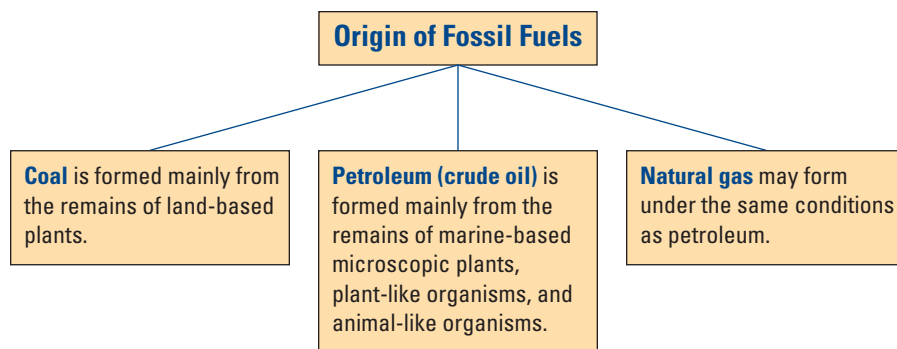 Origin of Fossil Fuels
Coal is formed mainly from
the remains of land-based
plants.
Petroleum (crude oil) is
formed mainly from the
remains of marine-based
microscopic plants,
plant-like organisms, and
animal-like organisms.
Natural gas may form
under the same conditions
as petroleum.